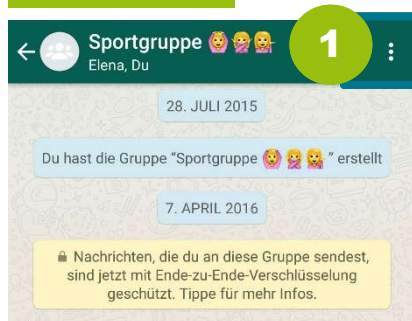 Sportgruppe 🙆🙅💁
1
Elena, Du
28. JULI 2015
Du hast die Gruppe "Sportgruppe 🙆🙅💁" erstellt
7. APRIL 2016
Nachrichten, die du an diese Gruppe sendest,
sind jetzt mit Ende-zu-Ende-Verschlüsselung
geschützt. Tippe für mehr Infos.